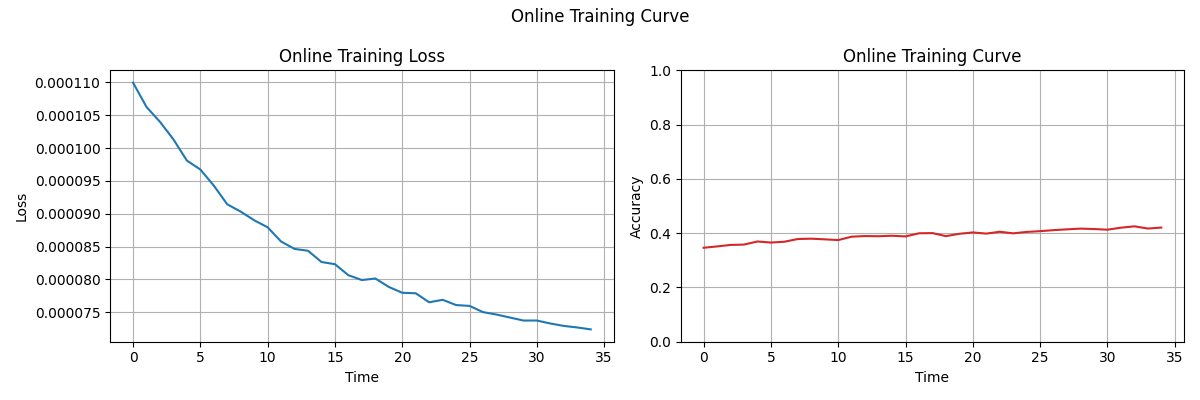 Online Training Curve
Online Training Loss
0.000110
0.000105
0.000100
0.000095
0.000090
0.000085
0.000080
0.000075
Loss
0 5 10 15 20 25 30 35
Time
Online Training Curve
1.0
0.8
0.6
0.4
0.2
0.0
Accuracy
0 5 10 15 20 25 30 35
Time